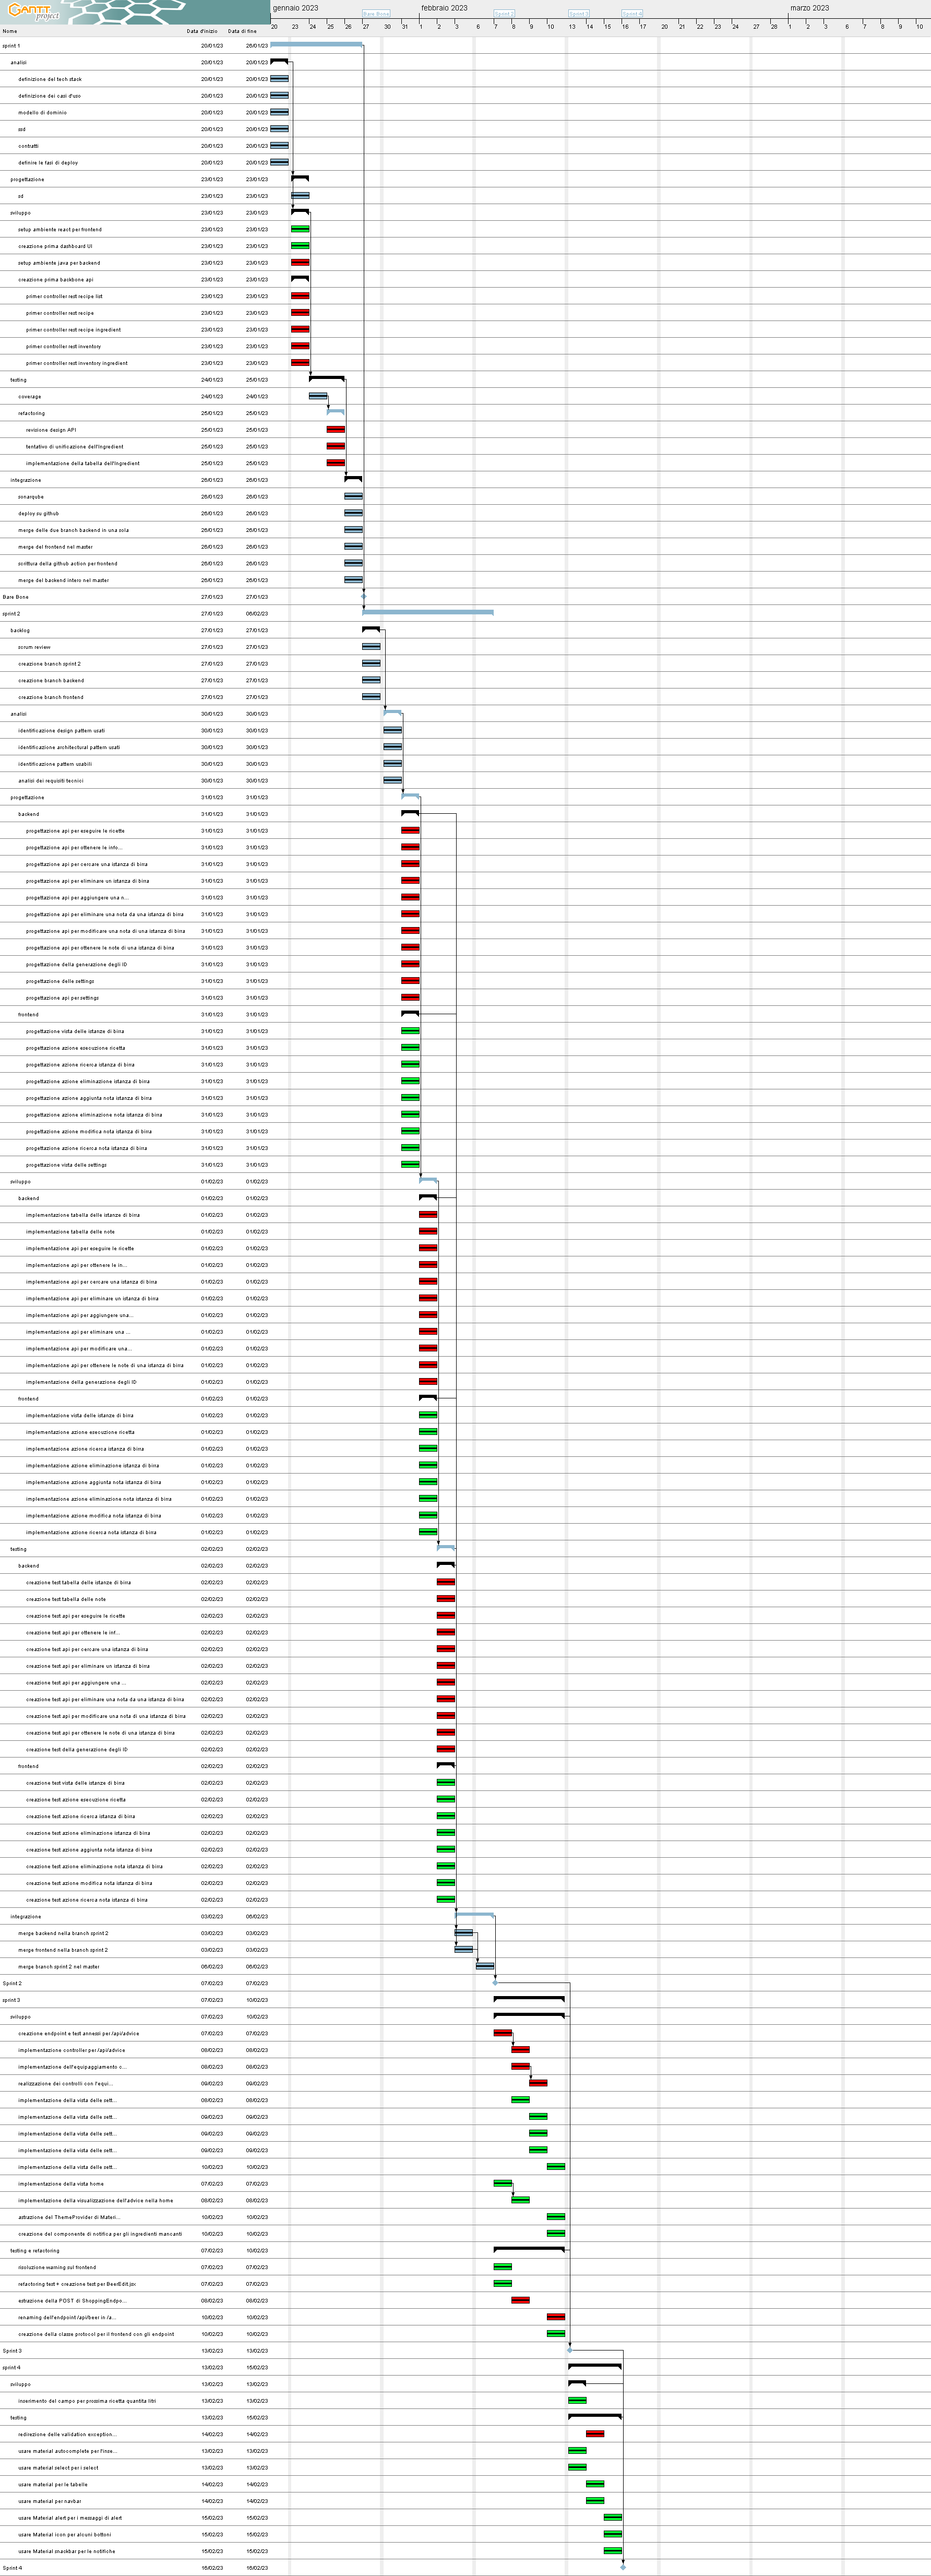 GANTT
project
gennaio 2023 febbraio 2023 marzo 2023
Bare Bone Sprint 2 Sprint 3 Sprint 4
Nome Data d'inizio Data di fine 20 23 24 25 26 27 30 31 1 2 3 6 7 8 9 10 13 14 15 16 17 20 21 22 23 24 27 28 1 2 3 6 7 8 9 10
sprint 1 20/01/23 26/01/23
analisi 20/01/23 20/01/23
definizione del tech stack 20/01/23 20/01/23
definizione dei casi d'uso 20/01/23 20/01/23
modello di dominio 20/01/23 20/01/23
ssd 20/01/23 20/01/23
contratti 20/01/23 20/01/23
definire le fasi di deploy 20/01/23 20/01/23
progettazione 23/01/23 23/01/23
sd 23/01/23 23/01/23
sviluppo 23/01/23 23/01/23
setup ambiente react per frontend 23/01/23 23/01/23
creazione prima dashboard UI 23/01/23 23/01/23
setup ambiente java per backend 23/01/23 23/01/23
creazione prima backbone api 23/01/23 23/01/23
primer controller rest recipe list 23/01/23 23/01/23
primer controller rest recipe 23/01/23 23/01/23
primer controller rest recipe ingredient 23/01/23 23/01/23
primer controller rest inventory 23/01/23 23/01/23
primer controller rest inventory ingredient 23/01/23 23/01/23
testing 24/01/23 25/01/23
coverage 24/01/23 24/01/23
refactoring 25/01/23 25/01/23
revisione design API 25/01/23 25/01/23
tentativo di unificazione dell'Ingredient 25/01/23 25/01/23
implementazione della tabella dell'Ingredient 25/01/23 25/01/23
integrazione 26/01/23 26/01/23
sonarqube 26/01/23 26/01/23
deploy su github 26/01/23 26/01/23
merge delle due branch backend in una sola 26/01/23 26/01/23
merge del frontend nel master 26/01/23 26/01/23
scrittura della github action per frontend 26/01/23 26/01/23
merge del backend intero nel master 26/01/23 26/01/23
Bare Bone 27/01/23 27/01/23
sprint 2 27/01/23 06/02/23
backlog 27/01/23 27/01/23
scrum review 27/01/23 27/01/23
creazione branch sprint 2 27/01/23 27/01/23
creazione branch backend 27/01/23 27/01/23
creazione branch frontend 27/01/23 27/01/23
analisi 30/01/23 30/01/23
identificazione design pattern usati 30/01/23 30/01/23
identificazione architectural pattern usati 30/01/23 30/01/23
identificazione pattern usabili 30/01/23 30/01/23
analisi dei requisiti tecnici 30/01/23 30/01/23
progettazione 31/01/23 31/01/23
backend 31/01/23 31/01/23
progettazione api per eseguire le ricette 31/01/23 31/01/23
progettazione api per ottenere le info... 31/01/23 31/01/23
progettazione api per cercare una istanza di birra 31/01/23 31/01/23
progettazione api per eliminare un istanza di birra 31/01/23 31/01/23
progettazione api per aggiungere una n... 31/01/23 31/01/23
progettazione api per eliminare una nota da una istanza di birra 31/01/23 31/01/23
progettazione api per modificare una nota di una istanza di birra 31/01/23 31/01/23
progettazione api per ottenere le note di una istanza di birra 31/01/23 31/01/23
progettazione della generazione degli ID 31/01/23 31/01/23
progettazione delle settings 31/01/23 31/01/23
progettazione api per settings 31/01/23 31/01/23
frontend 31/01/23 31/01/23
progettazione vista delle istanze di birra 31/01/23 31/01/23
progettazione azione esecuzione ricetta 31/01/23 31/01/23
progettazione azione ricerca istanza di birra 31/01/23 31/01/23
progettazione azione eliminazione istanza di birra 31/01/23 31/01/23
progettazione azione aggiunta nota istanza di birra 31/01/23 31/01/23
progettazione azione eliminazione nota istanza di birra 31/01/23 31/01/23
progettazione azione modifica nota istanza di birra 31/01/23 31/01/23
progettazione azione ricerca nota istanza di birra 31/01/23 31/01/23
progettazione vista delle settings 31/01/23 31/01/23
sviluppo 01/02/23 01/02/23
backend 01/02/23 01/02/23
implementazione tabella delle istanze di birra 01/02/23 01/02/23
implementazione tabella delle note 01/02/23 01/02/23
implementazione api per eseguire le ricette 01/02/23 01/02/23
implementazione api per ottenere le in... 01/02/23 01/02/23
implementazione api per cercare una istanza di birra 01/02/23 01/02/23
implementazione api per eliminare un istanza di birra 01/02/23 01/02/23
implementazione api per aggiungere una... 01/02/23 01/02/23
implementazione api per eliminare una ... 01/02/23 01/02/23
implementazione api per modificare una... 01/02/23 01/02/23
implementazione api per ottenere le note di una istanza di birra 01/02/23 01/02/23
implementazione della generazione degli ID 01/02/23 01/02/23
frontend 01/02/23 01/02/23
implementazione vista delle istanze di birra 01/02/23 01/02/23
implementazione azione esecuzione ricetta 01/02/23 01/02/23
implementazione azione ricerca istanza di birra 01/02/23 01/02/23
implementazione azione eliminazione istanza di birra 01/02/23 01/02/23
implementazione azione aggiunta nota istanza di birra 01/02/23 01/02/23
implementazione azione eliminazione nota istanza di birra 01/02/23 01/02/23
implementazione azione modifica nota istanza di birra 01/02/23 01/02/23
implementazione azione ricerca nota istanza di birra 01/02/23 01/02/23
testing 02/02/23 02/02/23
backend 02/02/23 02/02/23
creazione test tabella delle istanze di birra 02/02/23 02/02/23
creazione test tabella delle note 02/02/23 02/02/23
creazione test api per eseguire le ricette 02/02/23 02/02/23
creazione test api per ottenere le inf... 02/02/23 02/02/23
creazione test api per cercare una istanza di birra 02/02/23 02/02/23
creazione test api per eliminare un istanza di birra 02/02/23 02/02/23
creazione test api per aggiungere una ... 02/02/23 02/02/23
creazione test api per eliminare una nota da una istanza di birra 02/02/23 02/02/23
creazione test api per modificare una nota di una istanza di birra 02/02/23 02/02/23
creazione test api per ottenere le note di una istanza di birra 02/02/23 02/02/23
creazione test della generazione degli ID 02/02/23 02/02/23
frontend 02/02/23 02/02/23
creazione test vista delle istanze di birra 02/02/23 02/02/23
creazione test azione esecuzione ricetta 02/02/23 02/02/23
creazione test azione ricerca istanza di birra 02/02/23 02/02/23
creazione test azione eliminazione istanza di birra 02/02/23 02/02/23
creazione test azione aggiunta nota istanza di birra 02/02/23 02/02/23
creazione test azione eliminazione nota istanza di birra 02/02/23 02/02/23
creazione test azione modifica nota istanza di birra 02/02/23 02/02/23
creazione test azione ricerca nota istanza di birra 02/02/23 02/02/23
integrazione 03/02/23 06/02/23
merge backend nella branch sprint 2 03/02/23 03/02/23
merge frontend nella branch sprint 2 03/02/23 03/02/23
merge branch sprint 2 nel master 06/02/23 06/02/23
Sprint 2 07/02/23 07/02/23
sprint 3 07/02/23 10/02/23
sviluppo 07/02/23 10/02/23
creazione endpoint e test annessi per /api/advice 07/02/23 07/02/23
implementazione controller per /api/advice 08/02/23 08/02/23
implementazione dell'equipaggiamento c... 08/02/23 08/02/23
realizzazione dei controlli con l'equi... 09/02/23 09/02/23
implementazione della vista delle sett... 08/02/23 08/02/23
implementazione della vista delle sett... 09/02/23 09/02/23
implementazione della vista delle sett... 09/02/23 09/02/23
implementazione della vista delle sett... 09/02/23 09/02/23
implementazione della vista delle sett... 10/02/23 10/02/23
implementazione della vista home 07/02/23 07/02/23
implementazione della visualizzazione dell'advice nella home 08/02/23 08/02/23
astrazione del ThemeProvider di Materi... 10/02/23 10/02/23
creazione del componente di notifica per gli ingredienti mancanti 10/02/23 10/02/23
testing e refactoring 07/02/23 10/02/23
risoluzione warning sul frontend 07/02/23 07/02/23
refactoring test + creazione test per BeerEdit.jsx 07/02/23 07/02/23
estrazione della POST di ShoppingEndpo... 08/02/23 08/02/23
renaming dell'endpoint /api/beer in /a... 10/02/23 10/02/23
creazione della classe protocol per il frontend con gli endpoint 10/02/23 10/02/23
Sprint 3 13/02/23 13/02/23
sprint 4 13/02/23 15/02/23
sviluppo 13/02/23 13/02/23
inserimento del campo per prossima ricetta quantita litri 13/02/23 13/02/23
testing 13/02/23 15/02/23
redirezione delle validation exception... 14/02/23 14/02/23
usare material autocomplete per l'inse... 13/02/23 13/02/23
usare material select per i select 13/02/23 13/02/23
usare material per le tabelle 14/02/23 14/02/23
usare material per navbar 14/02/23 14/02/23
usare Material alert per i messaggi di alert 15/02/23 15/02/23
usare Material icon per alcuni bottoni 15/02/23 15/02/23
usare Material snackbar per le notifiche 15/02/23 15/02/23
Sprint 4 16/02/23 16/02/23